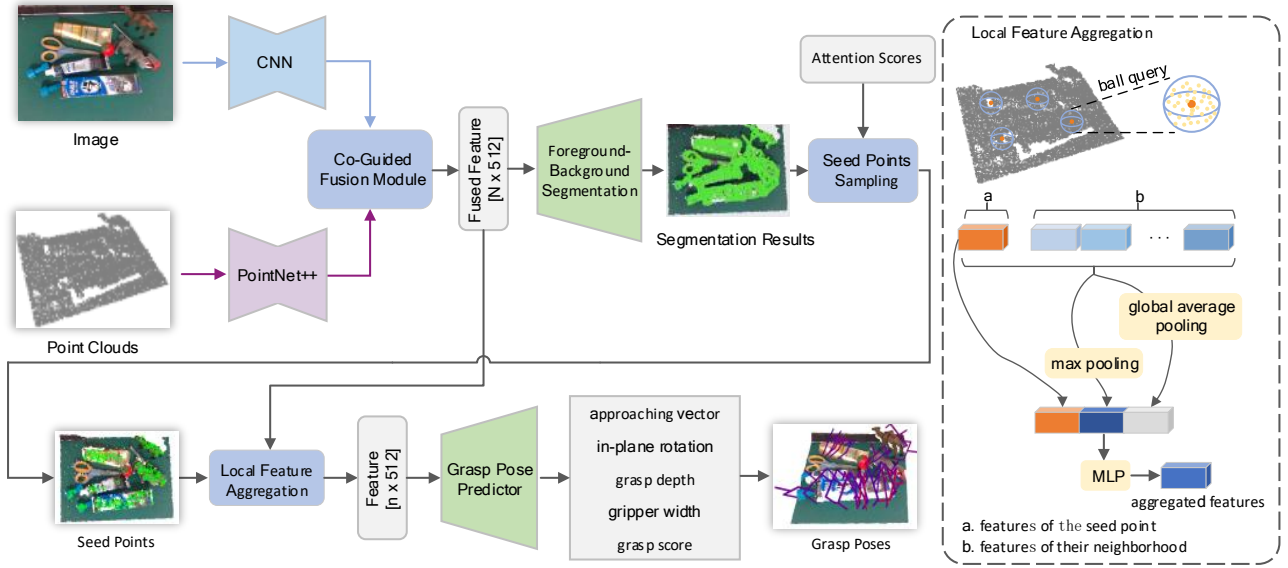 Image
CNN
Co-Guided
Fusion Module
Fused Feature
[N x 512]
Foreground-
Background
Segmentation
Segmentation Results
Attention Scores
Seed Points
Sampling
Point Clouds
PointNet++
Seed Points
Local Feature
Aggregation
Feature
[n x 512]
Grasp Pose
Predictor
approaching vector
in-plane rotation
grasp depth
gripper width
grasp score
Grasp Poses
Local Feature Aggregation
ball query
a
b
...
global average
pooling
max pooling
MLP
aggregated features
a. features of the seed point
b. features of their neighborhood